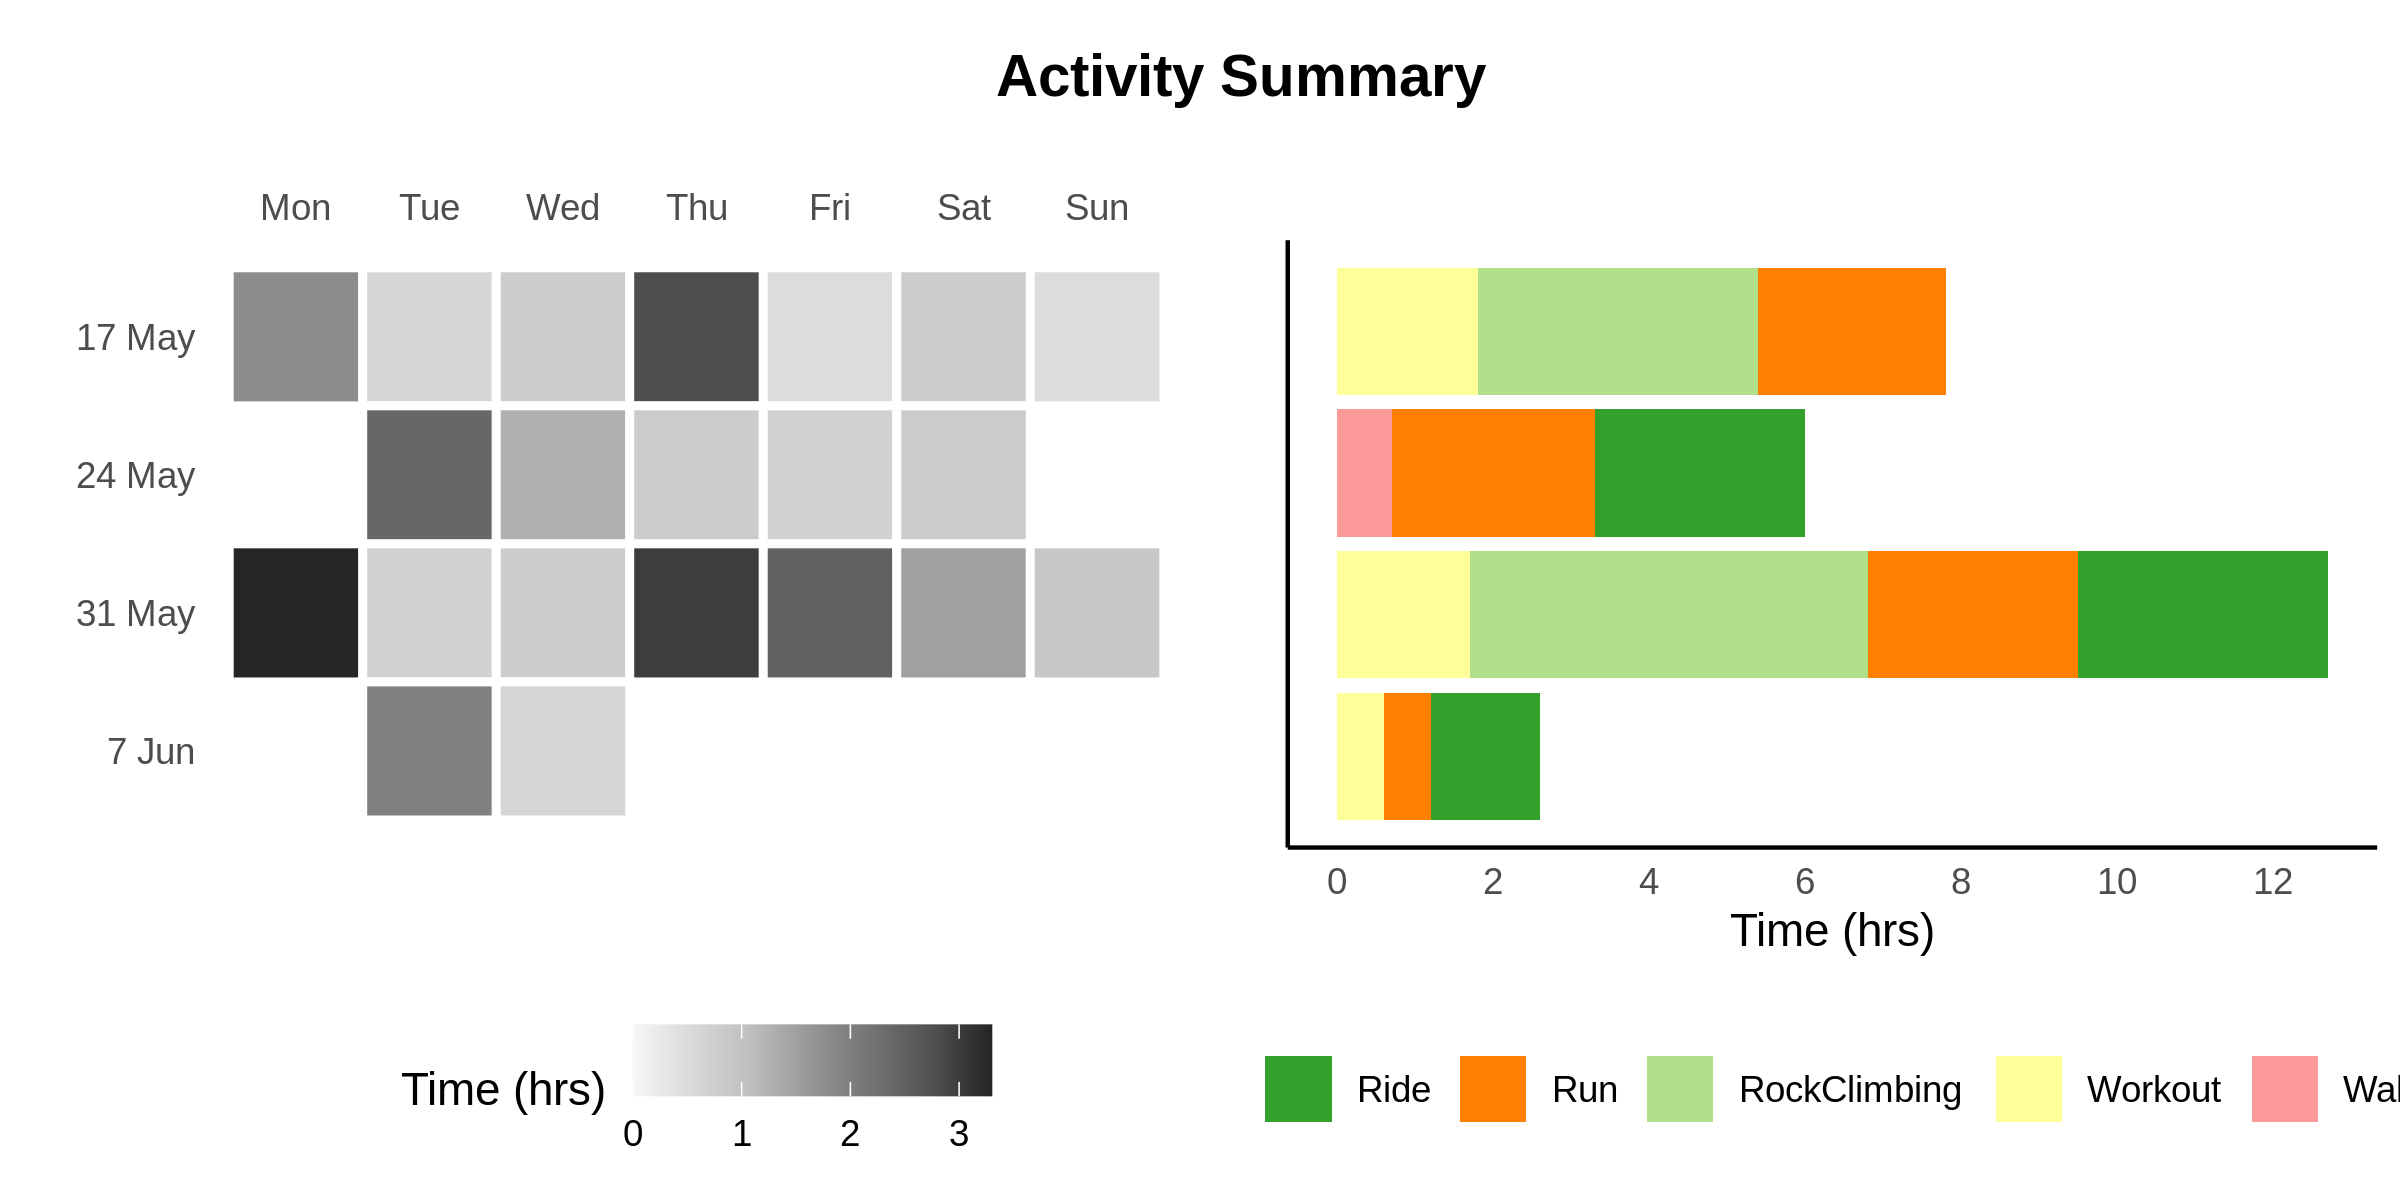 Activity Summary
Mon Tue Wed Thu Fri Sat Sun
17 May
24 May
31 May
7 Jun
0 2 4 6 8 10 12
Time (hrs)
Time (hrs)
0 1 2 3
Ride Run RockClimbing Workout